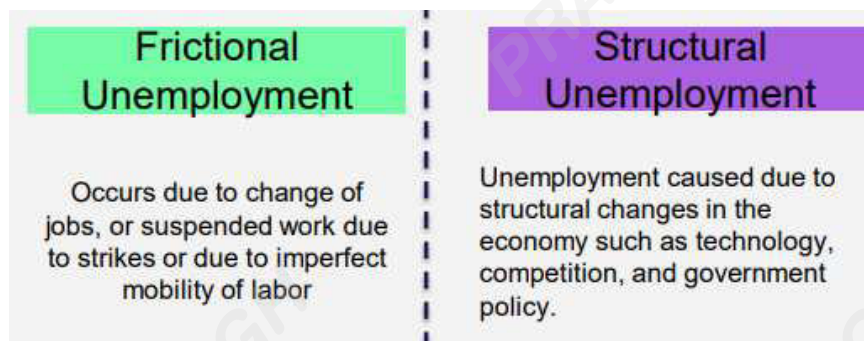 Frictional
Unemployment
Occurs due to change of
jobs, or suspended work due
to strikes or due to imperfect
mobility of labor
Structural
Unemployment
Unemployment caused due to
structural changes in the
economy such as technology,
competition, and government
policy.